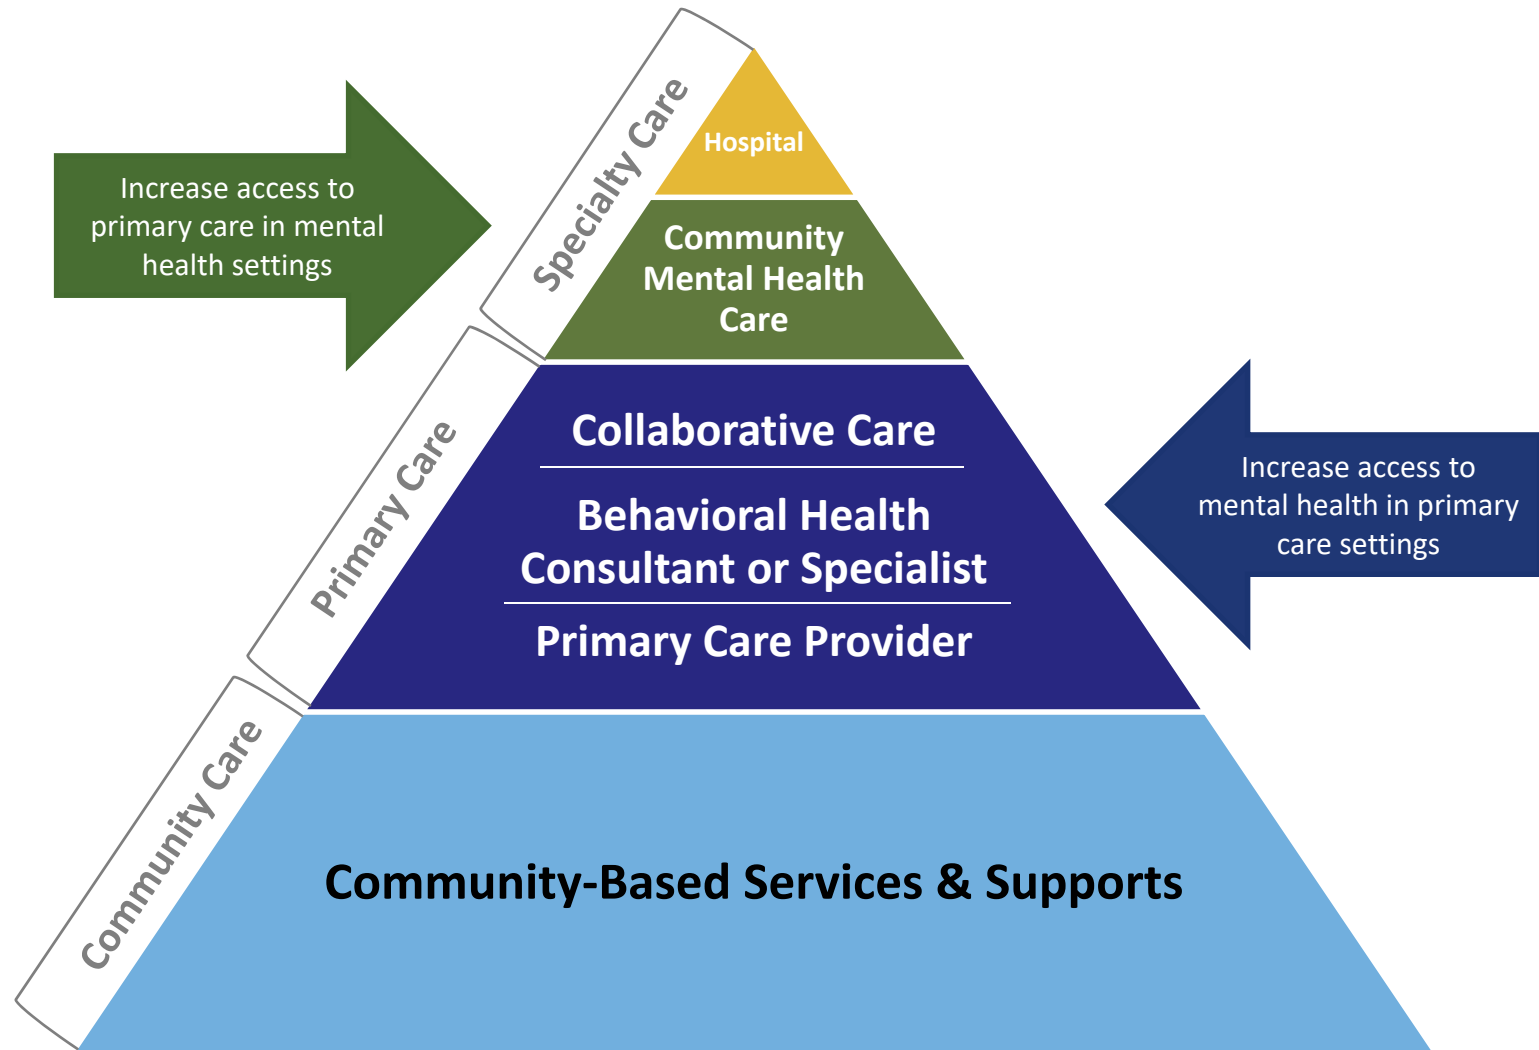 Specialty Care
Hospital
Increase access to
primary care in mental
health settings
Community
Mental Health
Care
Primary Care
Collaborative Care
Behavioral Health
Consultant or Specialist
Primary Care Provider
Increase access to
mental health in primary
care settings
Community Care
Community-Based Services & Supports